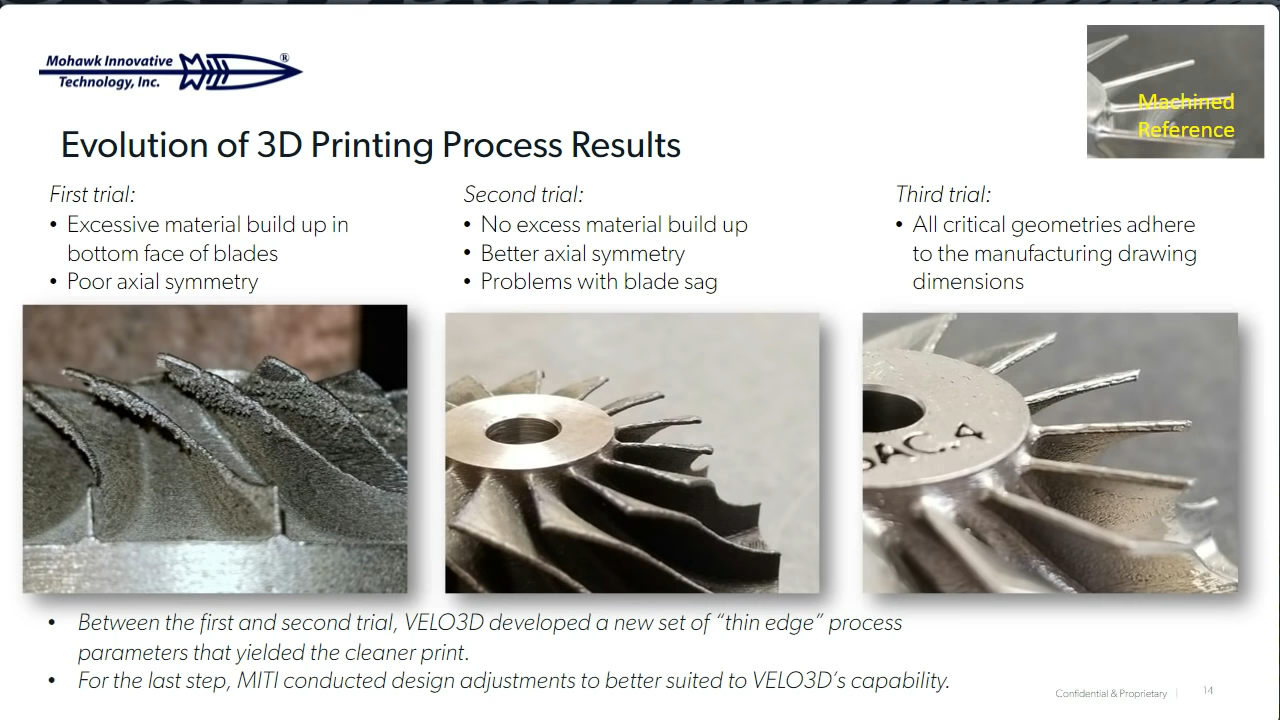 Mohawk Innovative
Technology, Inc.
®
Machined
Reference
Evolution of 3D Printing Process Results
First trial:
• Excessive material build up in
bottom face of blades
• Poor axial symmetry
Second trial:
• No excess material build up
• Better axial symmetry
• Problems with blade sag
Third trial:
• All critical geometries adhere
to the manufacturing drawing
dimensions
• Between the first and second trial, VELO3D developed a new set of “thin edge” process
parameters that yielded the cleaner print.
• For the last step, MITI conducted design adjustments to better suited to VELO3D’s capability.
Confidential & Proprietary |
14